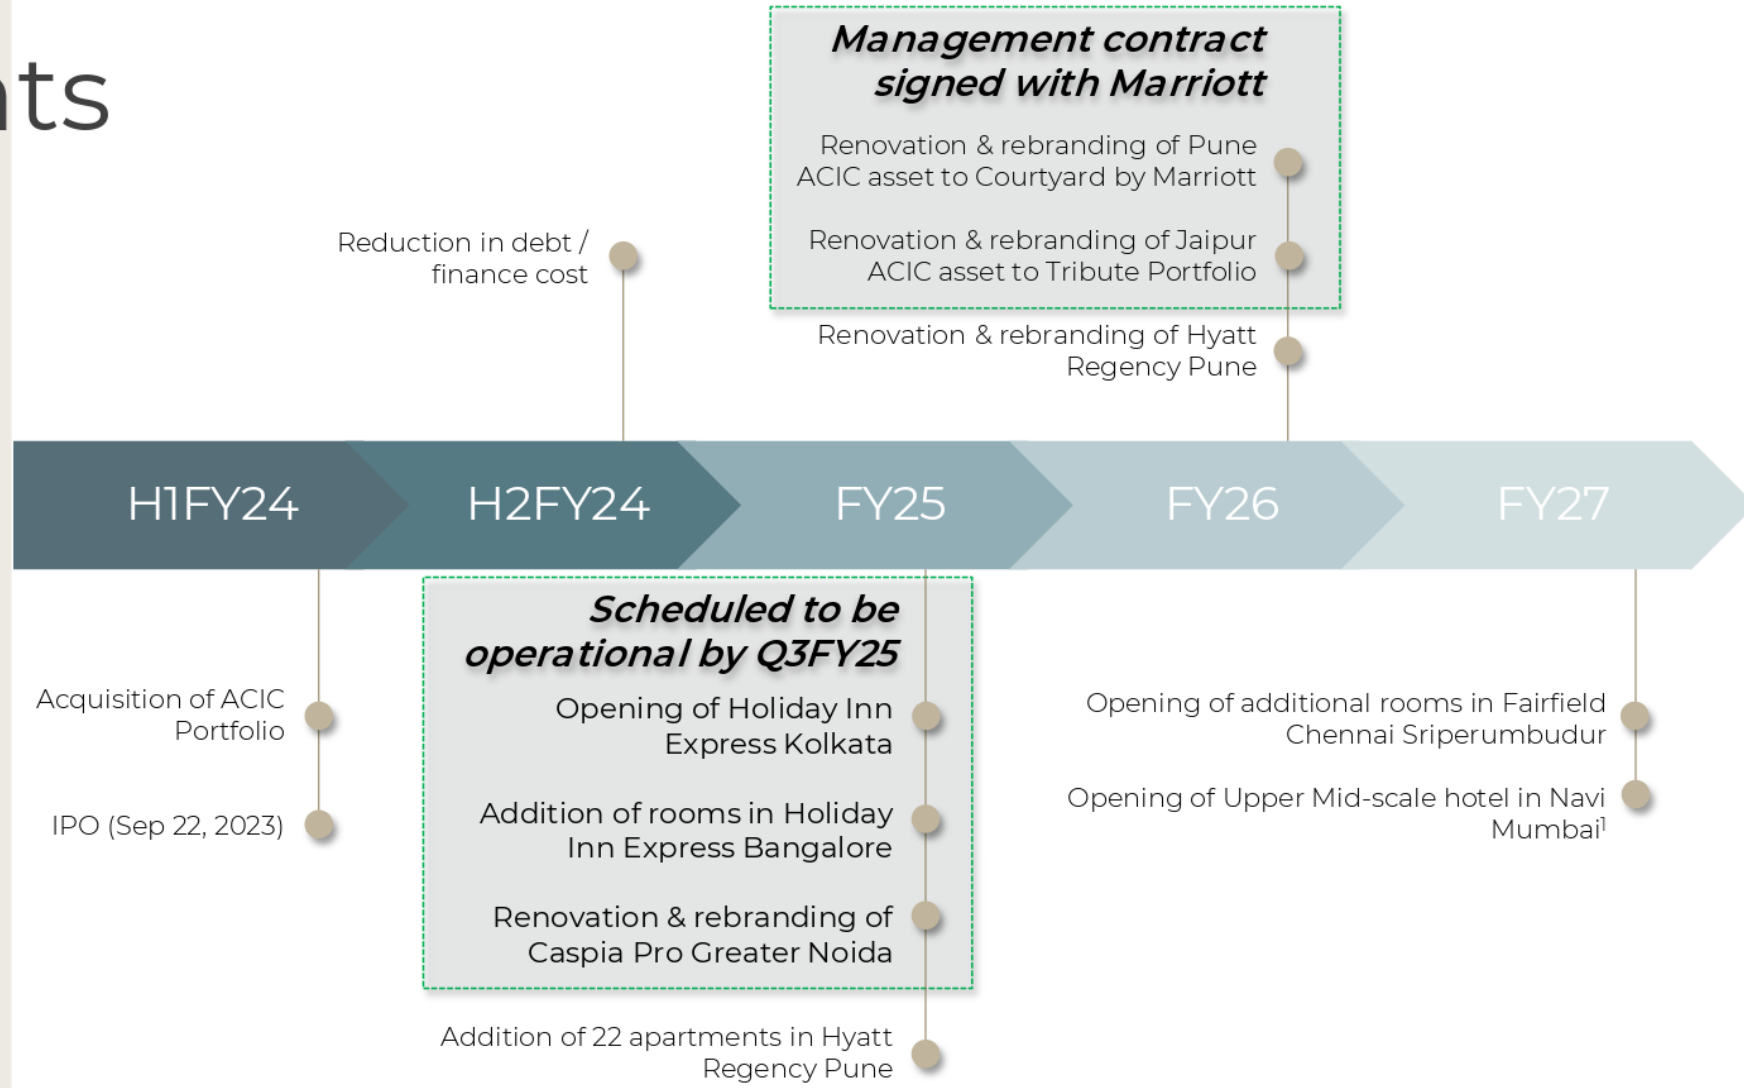 nts
Management contract
signed with Marriott
Renovation & rebranding of Pune
ACIC asset to Courtyard by Marriott
Renovation & rebranding of Jaipur
ACIC asset to Tribute Portfolio
Renovation & rebranding of Hyatt
Regency Pune
Reduction in debt /
finance cost
H1FY24
H2FY24
FY25
FY26
FY27
Acquisition of ACIC
Portfolio
IPO (Sep 22, 2023)
Scheduled to be
operational by Q3FY25
Opening of Holiday Inn
Express Kolkata
Addition of rooms in Holiday
Inn Express Bangalore
Renovation & rebranding of
Caspia Pro Greater Noida
Addition of 22 apartments in Hyatt
Regency Pune
Opening of additional rooms in Fairfield
Chennai Sriperumbudur
Opening of Upper Mid-scale hotel in Navi
Mumbai¹